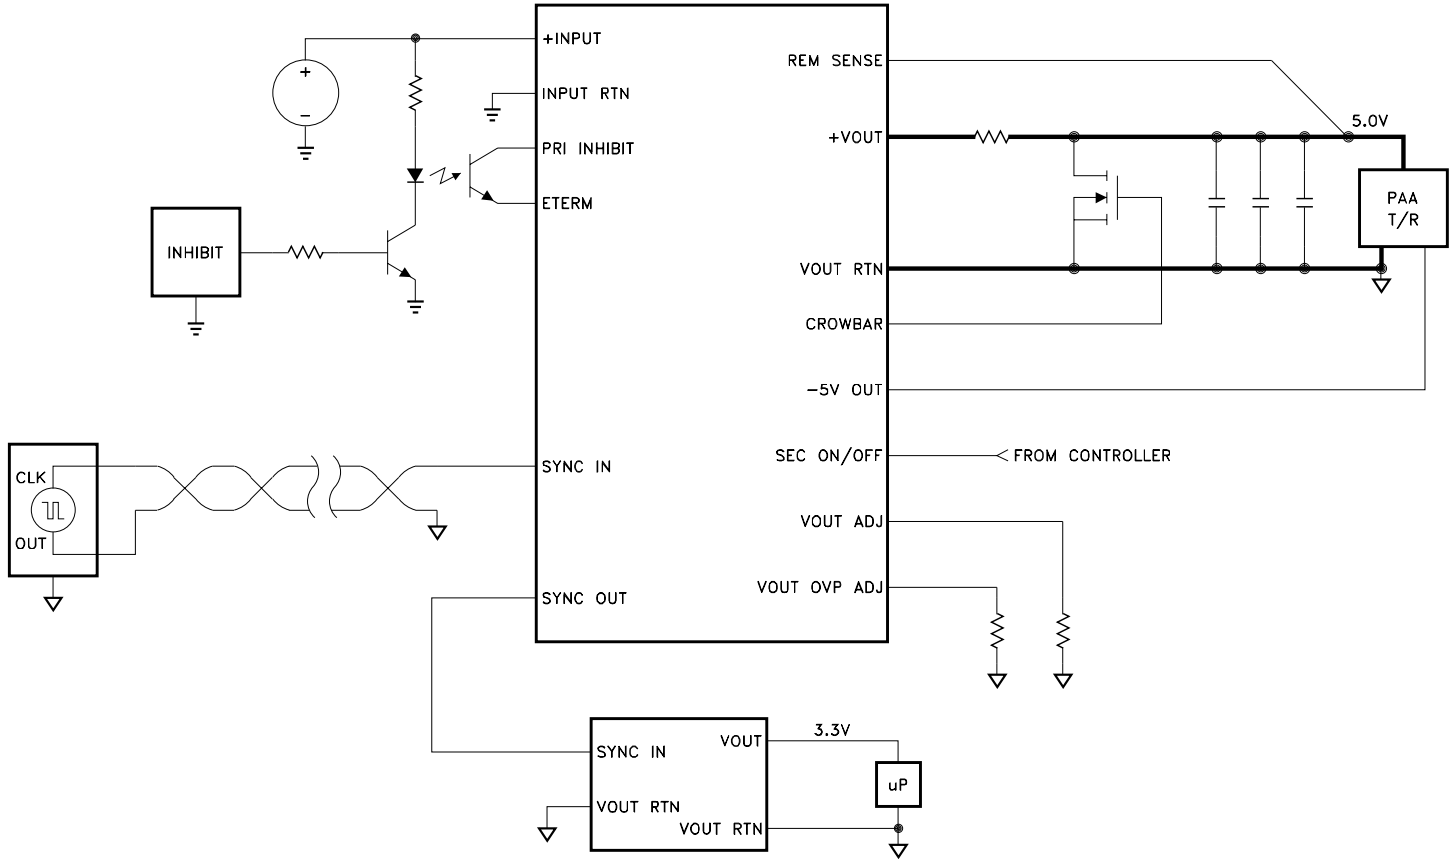 +INPUT
INPUT RTN
PRI INHIBIT
ETERM
INHIBIT
SYNC IN
SYNC OUT
CLK
OUT
REM SENSE
+VOUT
VOUT RTN
CROWBAR
-5V OUT
SEC ON/OFF
VOUT ADJ
VOUT OVP ADJ
5.0V
PAA
T/R
FROM CONTROLLER
SYNC IN
VOUT RTN
VOUT
VOUT RTN
3.3V
uP